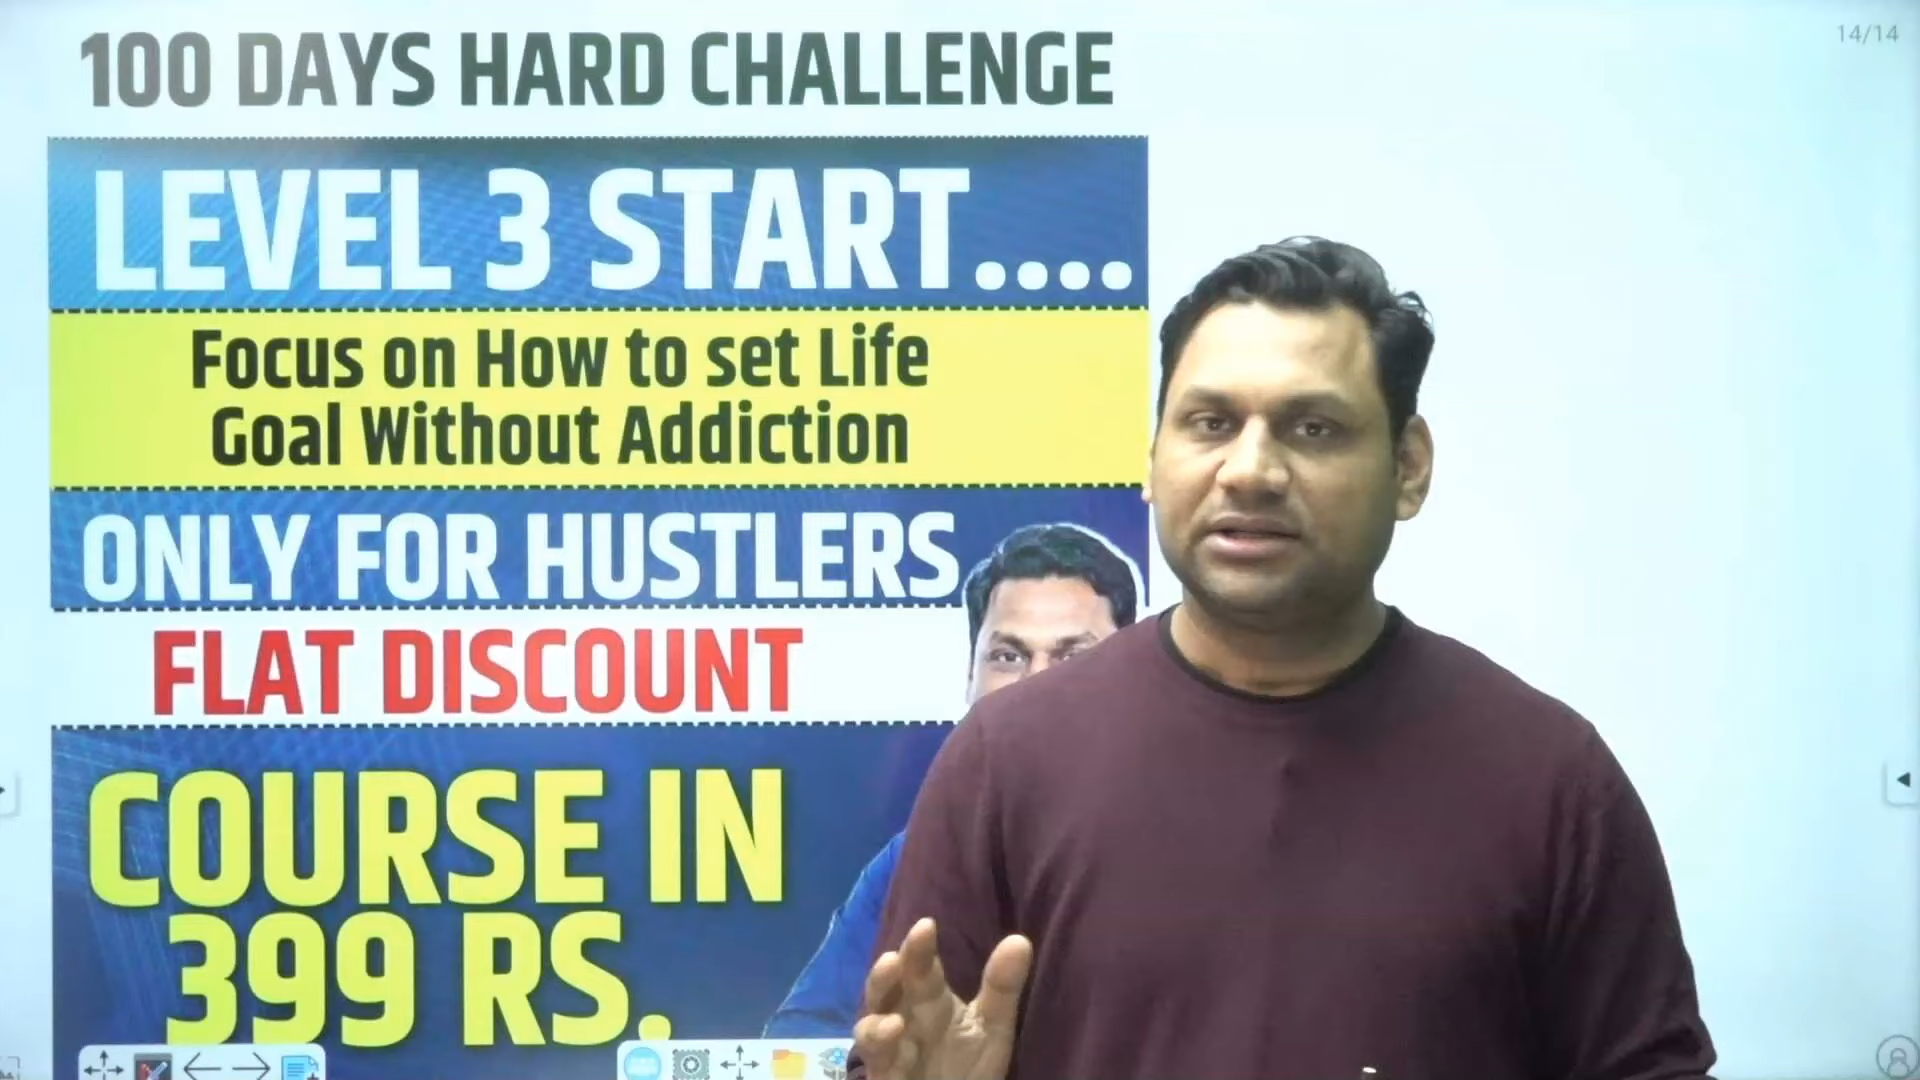 14/14
100 DAYS HARD CHALLENGE
LEVEL 3 START....
Focus on How to set Life
Goal Without Addiction
ONLY FOR HUSTLERS
FLAT DISCOUNT
COURSE IN
399 RS.